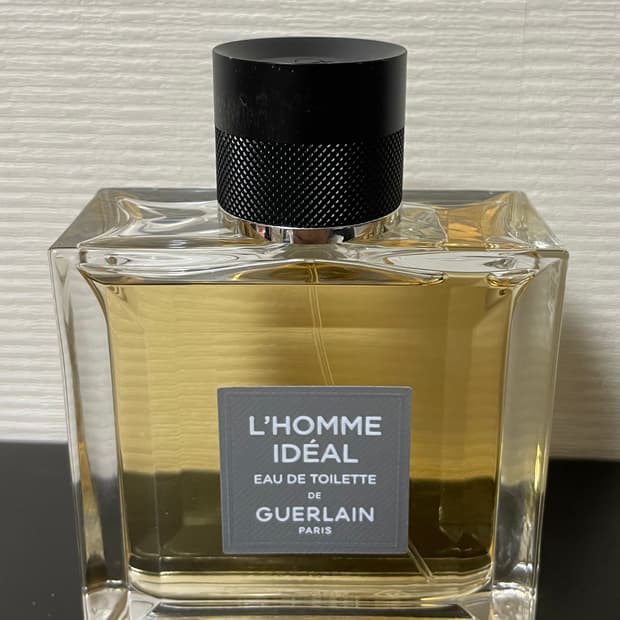 L'HOMME
IDÉAL
EAU DE TOILETTE
DE
GUERLAIN
PARIS